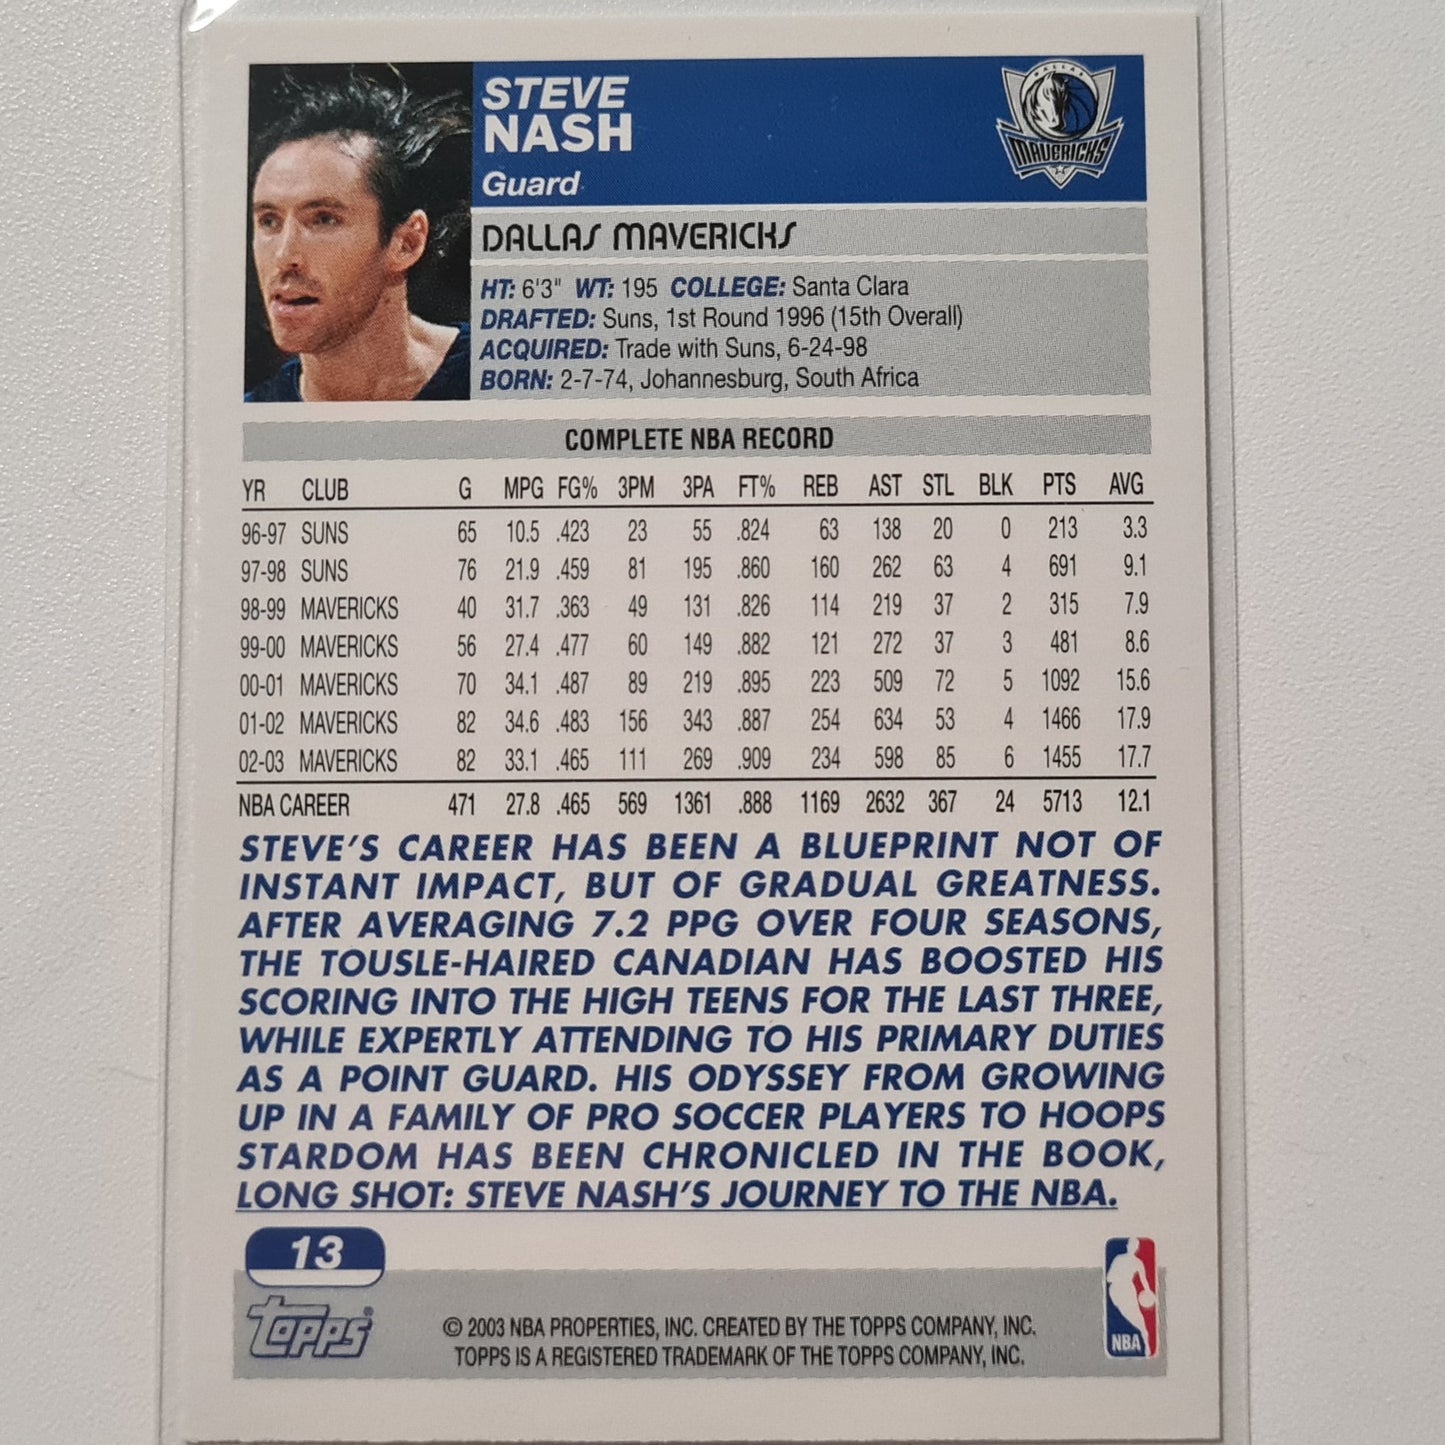 STEVE
NASH
Guard
DALLAS
MAVERICKS
DALLAS MAVERICKS
HT: 6'3" WT: 195 COLLEGE: Santa Clara
DRAFTED: Suns, 1st Round 1996 (15th Overall)
ACQUIRED: Trade with Suns, 6-24-98
BORN: 2-7-74, Johannesburg, South Africa
COMPLETE NBA RECORD
YR CLUB G MPG FG% 3PM 3PA FT% REB AST STL BLK PTS AVG
96-97 SUNS 65 10.5 .423 23 55 .824 63 138 20 0 213 3.3
97-98 SUNS 76 21.9 .459 81 195 .860 160 262 63 4 691 9.1
98-99 MAVERICKS 40 31.7 .363 49 131 .826 114 219 37 2 315 7.9
99-00 MAVERICKS 56 27.4 .477 60 149 .882 121 272 37 3 481 8.6
00-01 MAVERICKS 70 34.1 .487 89 219 .895 223 509 72 5 1092 15.6
01-02 MAVERICKS 82 34.6 .483 156 343 .887 254 634 53 4 1466 17.9
02-03 MAVERICKS 82 33.1 .465 111 269 .909 234 598 85 6 1455 17.7
NBA CAREER 471 27.8 .465 569 1361 .888 1169 2632 367 24 5713 12.1
STEVE'S CAREER HAS BEEN A BLUEPRINT NOT OF
INSTANT IMPACT, BUT OF GRADUAL GREATNESS.
AFTER AVERAGING 7.2 PPG OVER FOUR SEASONS,
THE TOUSLE-HAIRED CANADIAN HAS BOOSTED HIS
SCORING INTO THE HIGH TEENS FOR THE LAST THREE,
WHILE EXPERTLY ATTENDING TO HIS PRIMARY DUTIES
AS A POINT GUARD. HIS ODYSSEY FROM GROWING
UP IN A FAMILY OF PRO SOCCER PLAYERS TO HOOPS
STARDOM HAS BEEN CHRONICLED IN THE BOOK,
LONG SHOT: STEVE NASH'S JOURNEY TO THE NBA.
13
Topps®
© 2003 NBA PROPERTIES, INC. CREATED BY THE TOPPS COMPANY, INC.
TOPPS IS A REGISTERED TRADEMARK OF THE TOPPS COMPANY, INC.
NBA